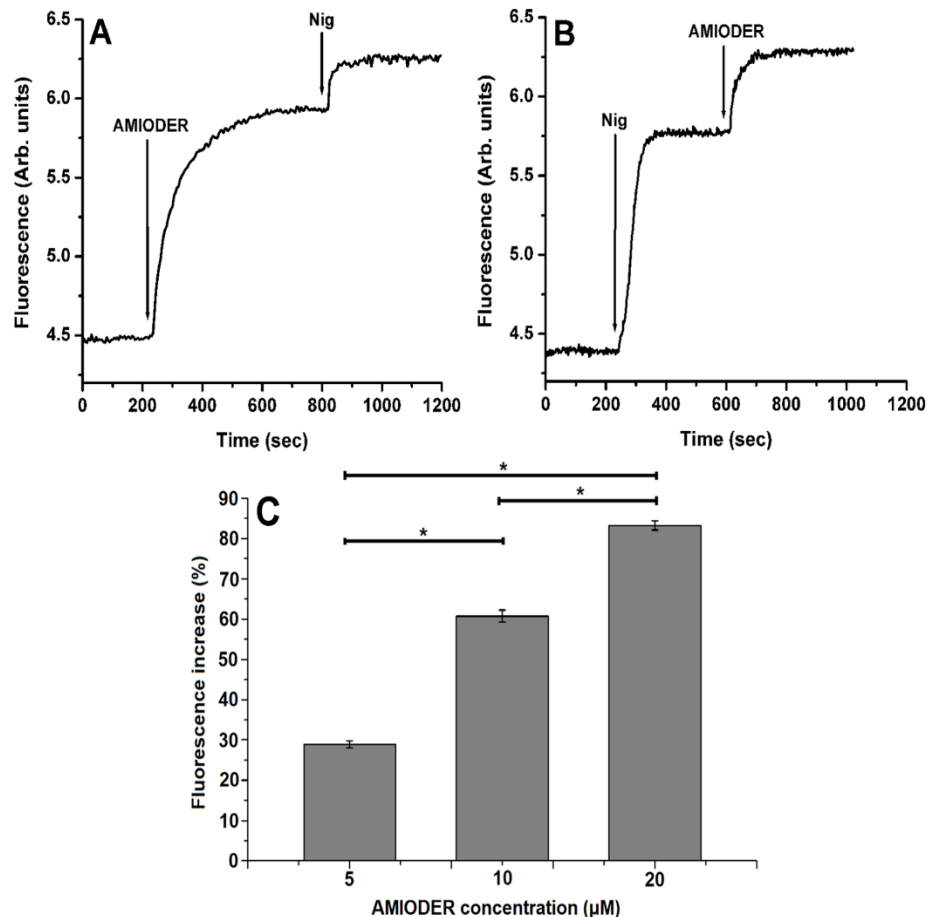 A
Nig
AMIODER
Fluorescence (Arb. units)
6.5
6.0
5.5
5.0
4.5
0 200 400 600 800 1000 1200
Time (sec)
B
AMIODER
Nig
Fluorescence (Arb. units)
6.5
6.0
5.5
5.0
4.5
0 200 400 600 800 1000 1200
Time (sec)
C
*
*
*
Fluorescence increase (%)
90
80
70
60
50
40
30
20
10
0
5 10 20
AMIODER concentration (µM)